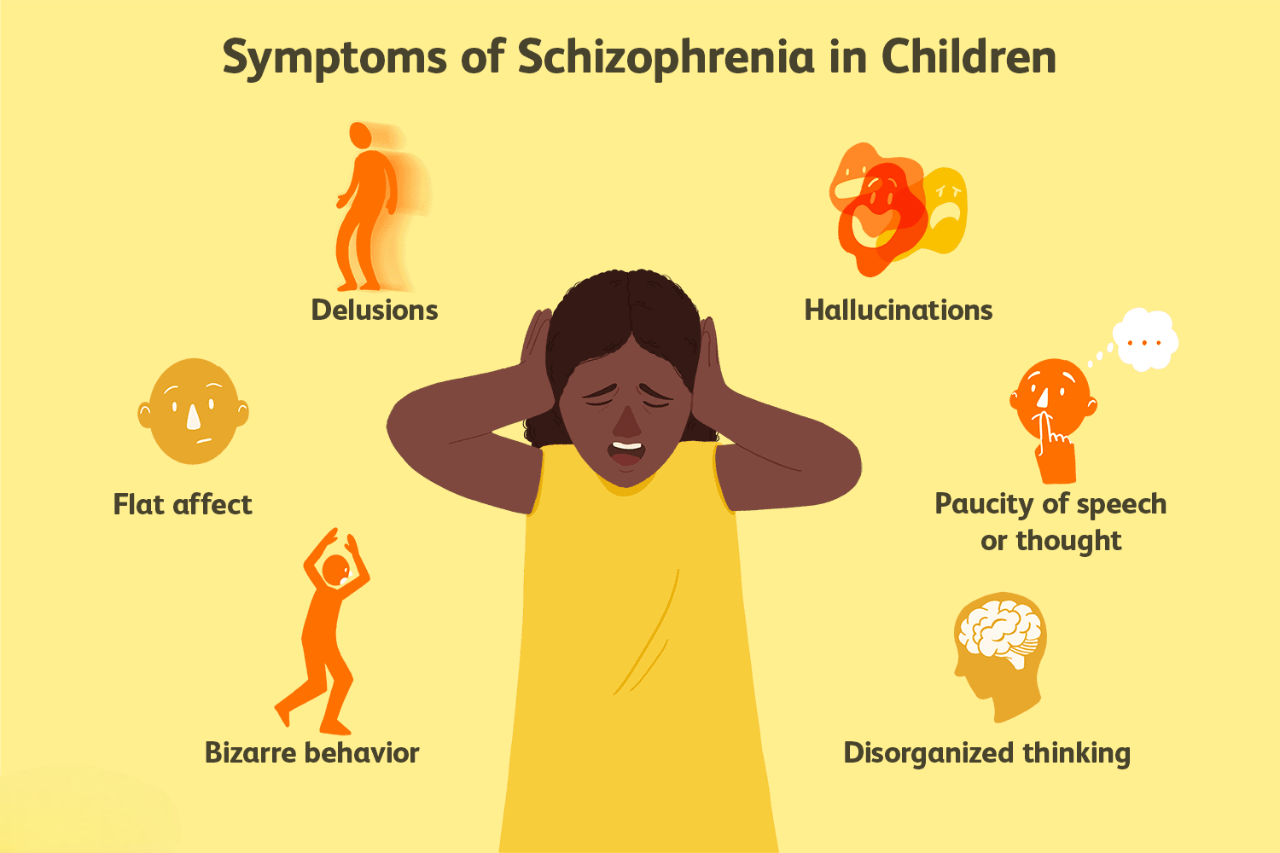 Symptoms of Schizophrenia in Children
Delusions
Hallucinations
Flat affect
Paucity of speech
or thought
Bizarre behavior
Disorganized thinking